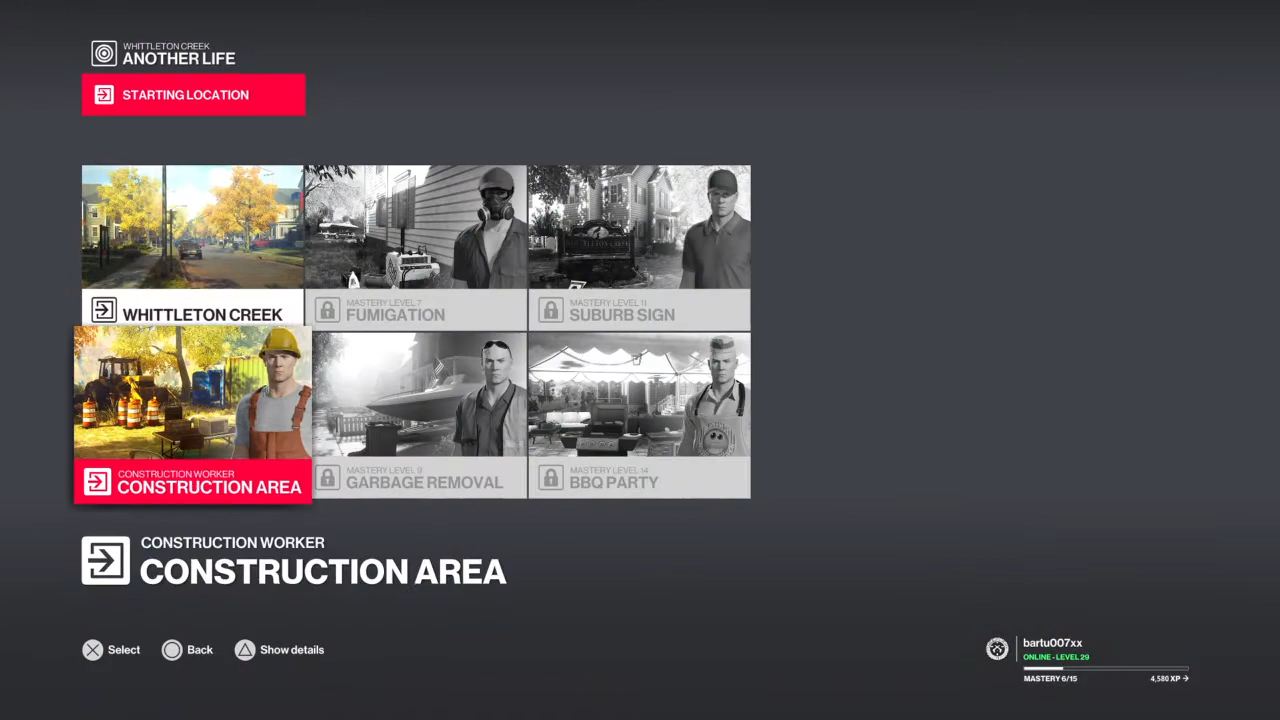 WHITTLETON CREEK
ANOTHER LIFE
STARTING LOCATION
WHITTLETON CREEK
MASTERY LEVEL 7
FUMIGATION
MASTERY LEVEL 11
SUBURB SIGN
CONSTRUCTION WORKER
CONSTRUCTION AREA
MASTERY LEVEL 9
GARBAGE REMOVAL
MASTERY LEVEL 14
BBQ PARTY
CONSTRUCTION WORKER
CONSTRUCTION AREA
Select
Back
Show details
bartu007xx
ONLINE - LEVEL 29
MASTERY 6/15
4,580 XP